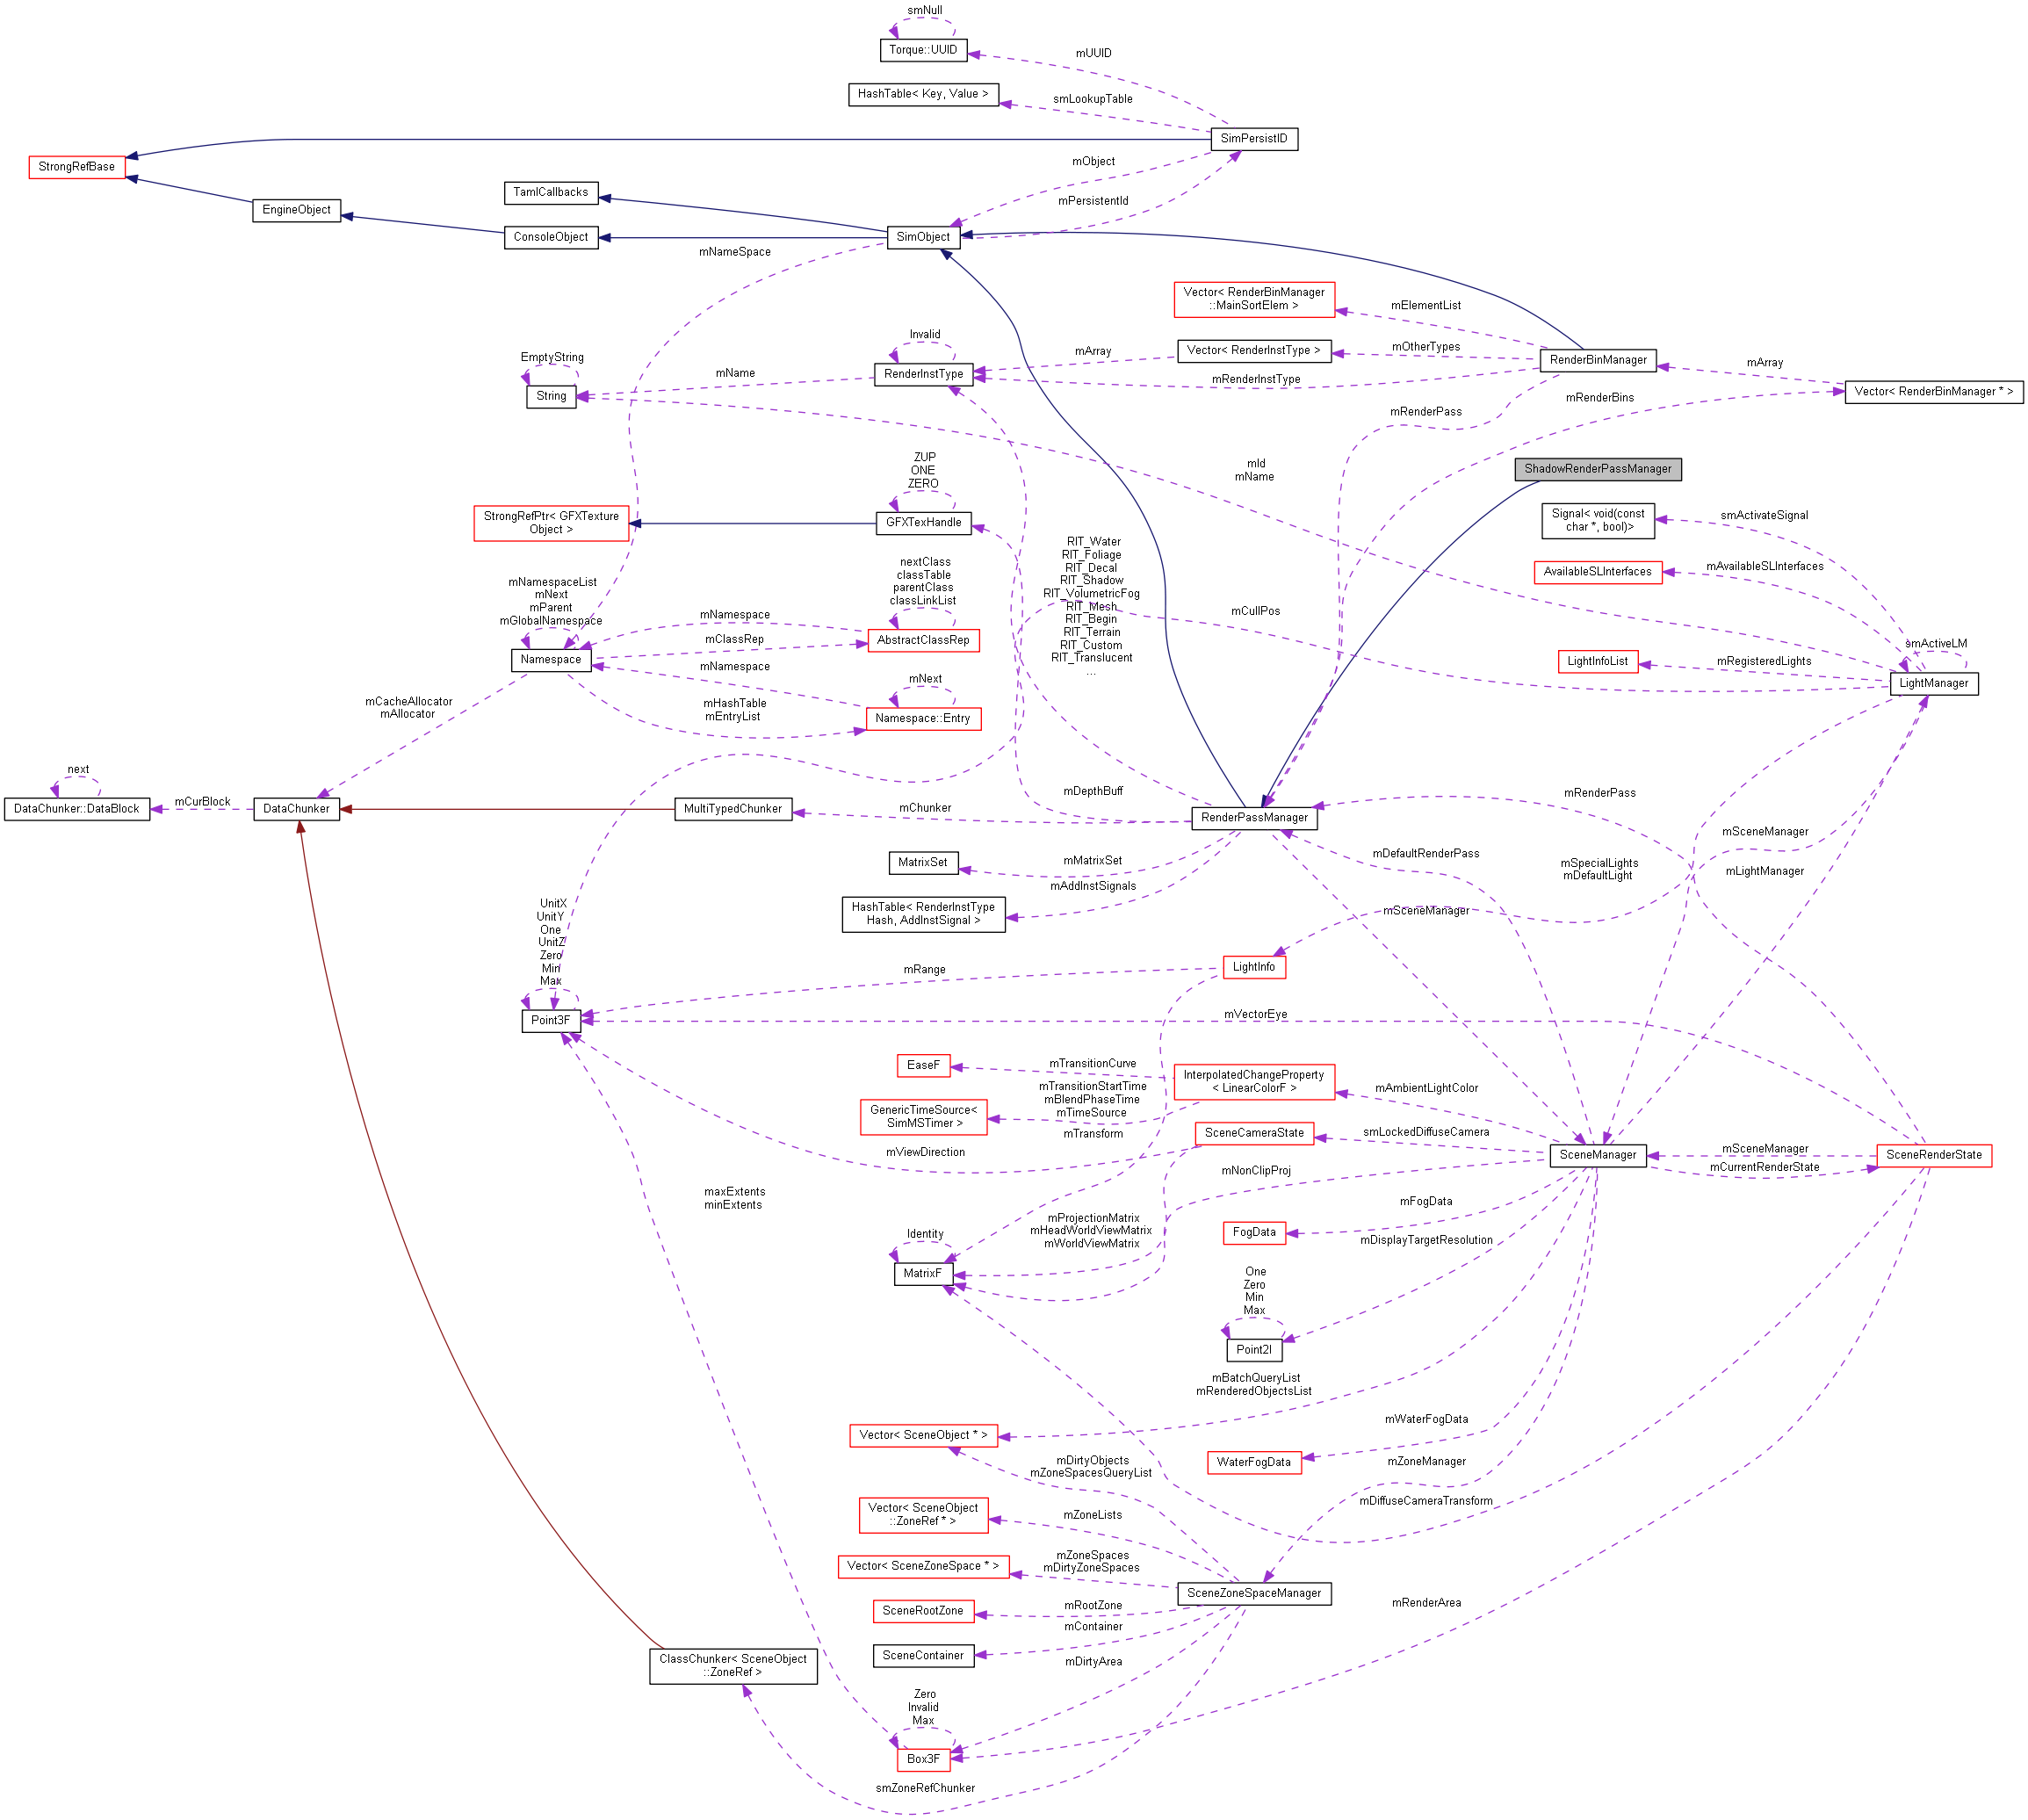 smNull
Torque::UUID
mUUID
HashTable< Key, Value >
smLookupTable
SimPersistID
StrongRefBase
mObject
TamlCallbacks
mPersistentId
EngineObject
ConsoleObject
SimObject
mNameSpace
Vector< RenderBinManager
::MainSortElem >
mElementList
Invalid
EmptyString
mArray
Vector< RenderInstType >
mOtherTypes
RenderBinManager
mArray
mName
RenderInstType
mRenderInstType
String
mRenderPass
mRenderBins
Vector< RenderBinManager * >
mId
mName
ShadowRenderPassManager
ZUP
ONE
ZERO
StrongRefPtr< GFXTexture
Object >
GFXTexHandle
Signal< void(const
char *, bool)>
smActivateSignal
RIT_Water
RIT_Foliage
RIT_Decal
RIT_Shadow
RIT_VolumetricFog
RIT_Mesh
RIT_Begin
RIT_Terrain
RIT_Custom
RIT_Translucent
...
nextClass
classTable
parentClass
classLinkList
AvailableSLInterfaces
mAvailableSLInterfaces
mNamespaceList
mNext
mParent
mGlobalNamespace
mNamespace
AbstractClassRep
mCullPos
mClassRep
smActiveLM
Namespace
LightInfoList
mRegisteredLights
mNamespace
LightManager
mNext
mCacheAllocator
mAllocator
mHashTable
mEntryList
Namespace::Entry
next
DataChunker::DataBlock
mCurBlock
DataChunker
MultiTypedChunker
mChunker
mDepthBuff
RenderPassManager
mRenderPass
mSceneManager
MatrixSet
mMatrixSet
mDefaultRenderPass
mSpecialLights
mDefaultLight
mLightManager
mAddInstSignals
HashTable< RenderInstType
Hash, AddInstSignal >
mSceneManager
UnitX
UnitY
One
UnitZ
Zero
Min
Max
mRange
LightInfo
Point3F
mVectorEye
EaseF
mTransitionCurve
InterpolatedChangeProperty
< LinearColorF >
mAmbientLightColor
GenericTimeSource<
SimMSTimer >
mTransitionStartTime
mBlendPhaseTime
mTimeSource
mTransform
SceneCameraState
smLockedDiffuseCamera
mViewDirection
SceneManager
mSceneManager
mCurrentRenderState
SceneRenderState
mNonClipProj
maxExtents
minExtents
mFogData
FogData
mProjectionMatrix
mHeadWorldViewMatrix
mWorldViewMatrix
Identity
MatrixF
mDisplayTargetResolution
One
Zero
Min
Max
Point2I
mBatchQueryList
mRenderedObjectsList
Vector< SceneObject * >
mWaterFogData
WaterFogData
mDirtyObjects
mZoneSpacesQueryList
mZoneManager
Vector< SceneObject
::ZoneRef * >
mZoneLists
mDiffuseCameraTransform
Vector< SceneZoneSpace * >
mZoneSpaces
mDirtyZoneSpaces
SceneZoneSpaceManager
SceneRootZone
mRootZone
mRenderArea
mContainer
SceneContainer
ClassChunker< SceneObject
::ZoneRef >
mDirtyArea
Zero
Invalid
Max
Box3F
smZoneRefChunker